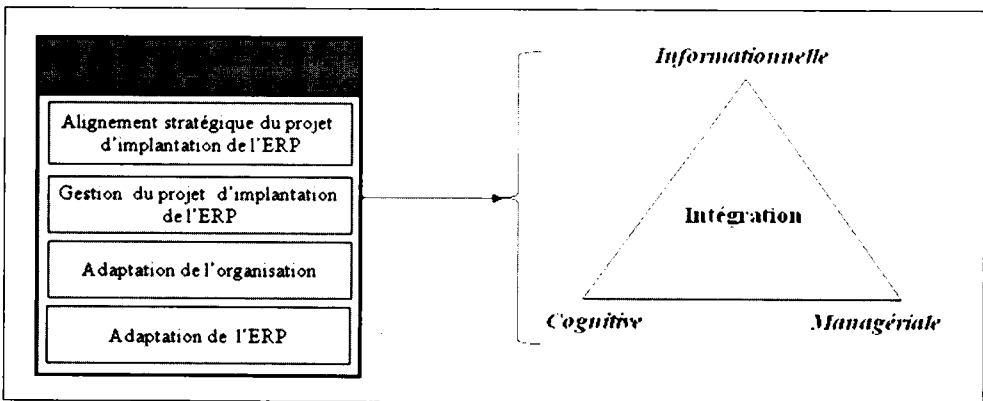 Alignement stratégique du projet
d'implantation de l'ERP
Gestion du projet d'implantation
de l'ERP
Adaptation de l'organisation
Adaptation de l'ERP
Informationnelle
Intégration
Cognitive
Managériale